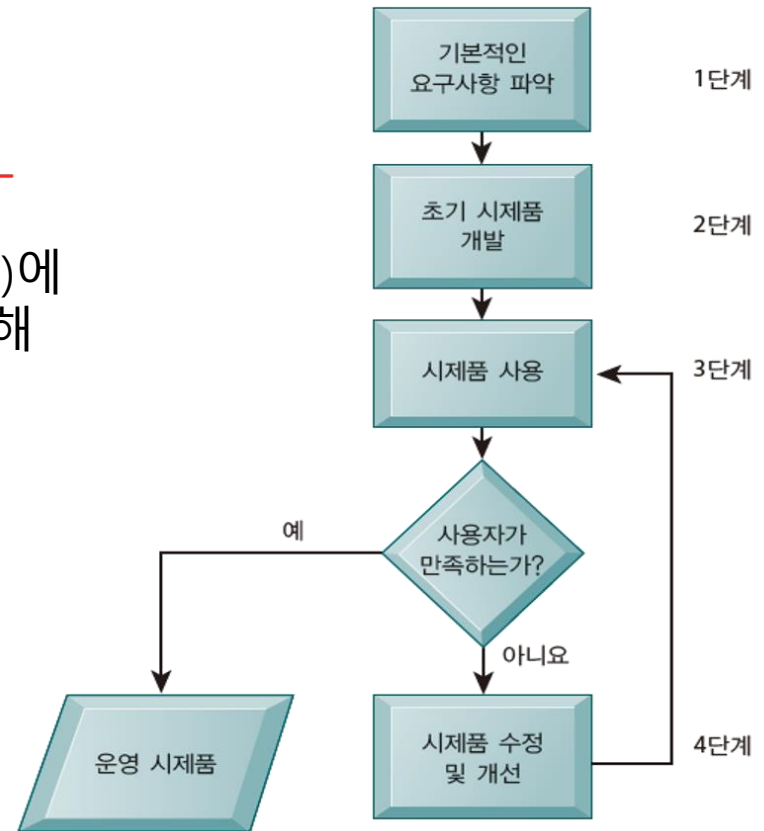 기본적인
요구사항 파악
1단계
초기 시제품
개발
2단계
)에
해
시제품 사용
3단계
사용자가
만족하는가?
예
아니요
운영 시제품
시제품 수정
및 개선
4단계